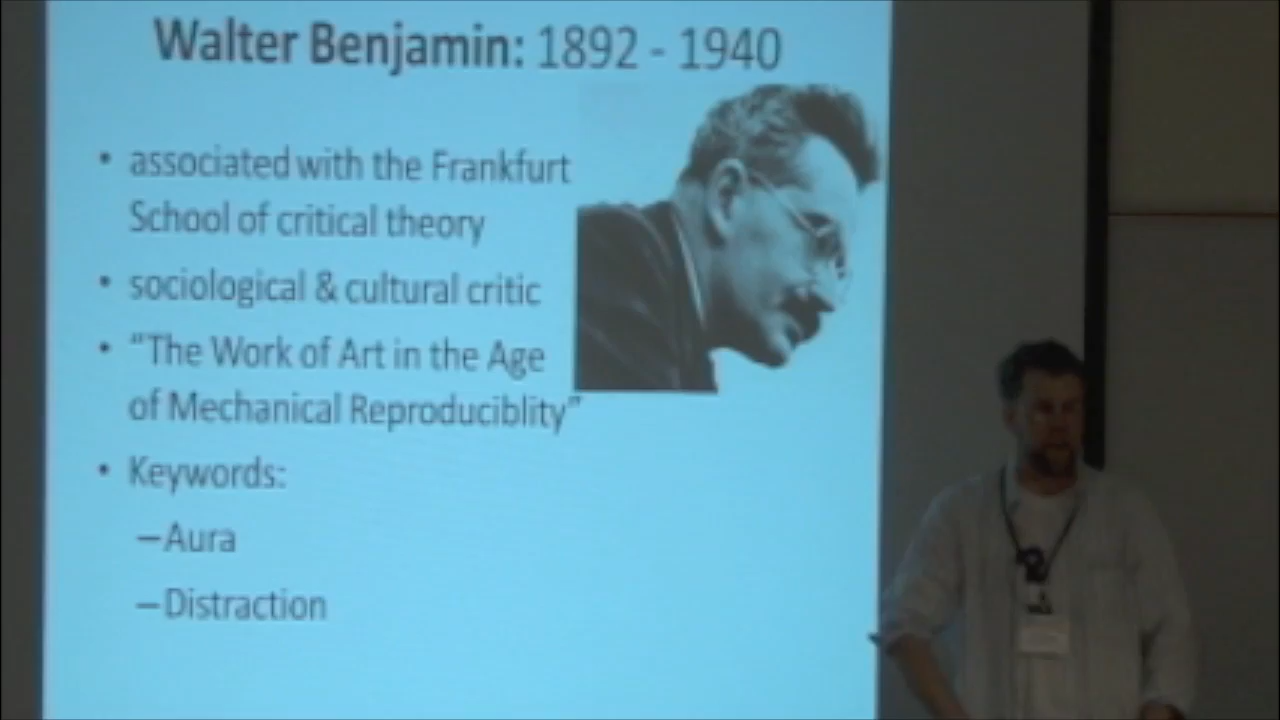 Walter Benjamin: 1892 - 1940
• associated with the Frankfurt
School of critical theory
• sociological & cultural critic
• "The Work of Art in the Age
of Mechanical Reproduciblity"
• Keywords:
–Aura
–Distraction